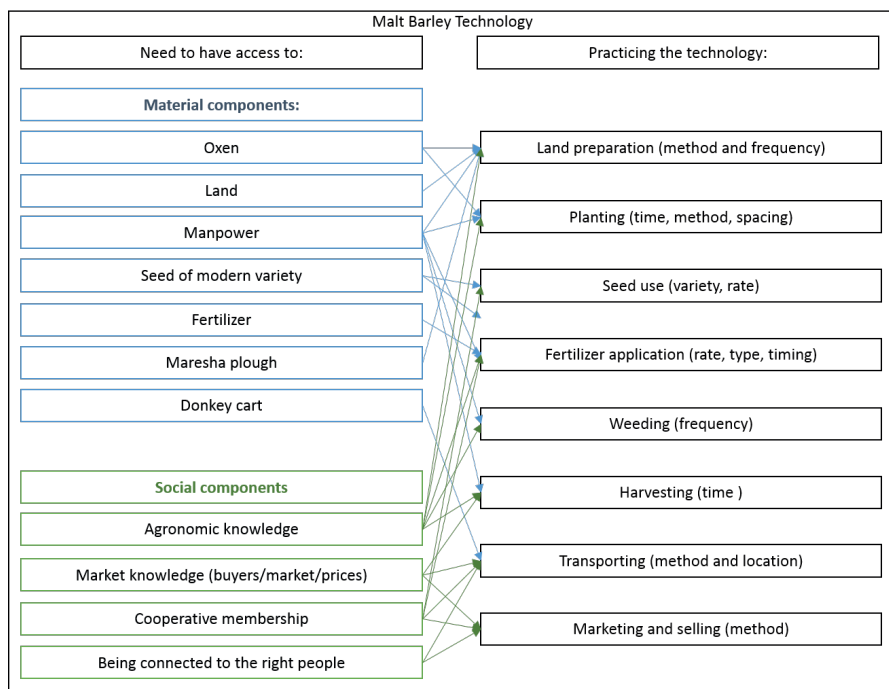 Malt Barley Technology
Need to have access to:
Practicing the technology:
Material components:
Oxen
Land
Manpower
Seed of modern variety
Fertilizer
Maresha plough
Donkey cart
Social components
Agronomic knowledge
Market knowledge (buyers/market/prices)
Cooperative membership
Being connected to the right people
Land preparation (method and frequency)
Planting (time, method, spacing)
Seed use (variety, rate)
Fertilizer application (rate, type, timing)
Weeding (frequency)
Harvesting (time )
Transporting (method and location)
Marketing and selling (method)